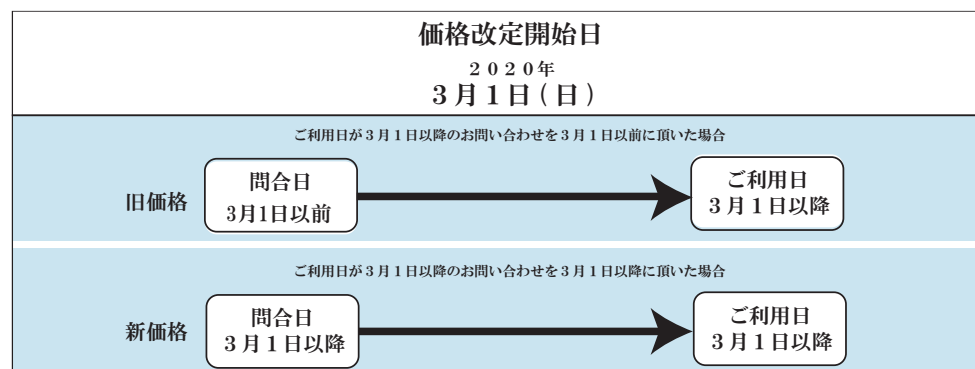 価格改定開始日
２０２０年
３月１日（日）
ご利用日が３月１日以降のお問い合わせを３月１日以前に頂いた場合
旧価格
問合日
3月1日以前
ご利用日
３月１日以降
ご利用日が３月１日以降のお問い合わせを３月１日以降に頂いた場合
新価格
問合日
３月１日以降
ご利用日
３月１日以降